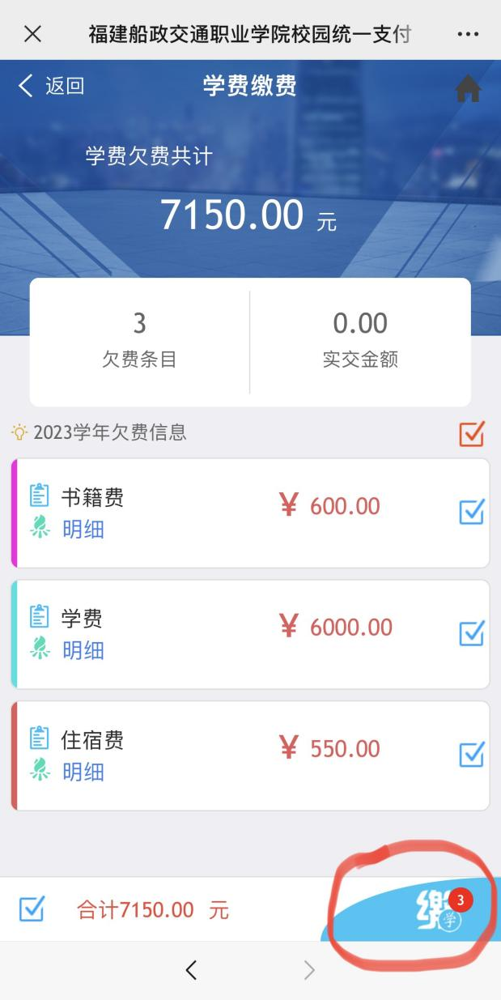 福建船政交通职业学院校园统一支付
返回
学费缴费
学费欠费共计
7150.00 元
3
0.00
欠费条目
实交金额
2023学年欠费信息
书籍费
¥ 600.00
明细
学费
¥ 6000.00
明细
住宿费
¥ 550.00
明细
合计7150.00 元
缴
3
学